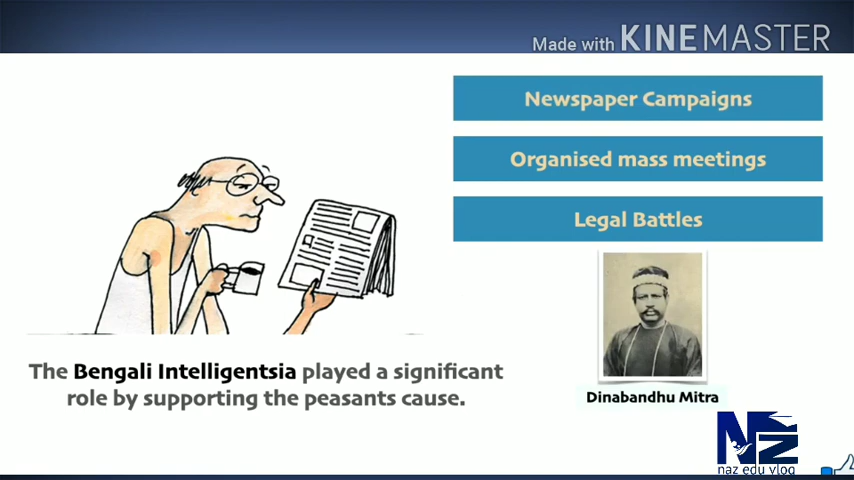 Made with KINEMASTER
Newspaper Campaigns
Organised mass meetings
Legal Battles
The Bengali Intelligentsia played a significant
role by supporting the peasants cause.
Dinabandhu Mitra
NZ
naz edu vlog